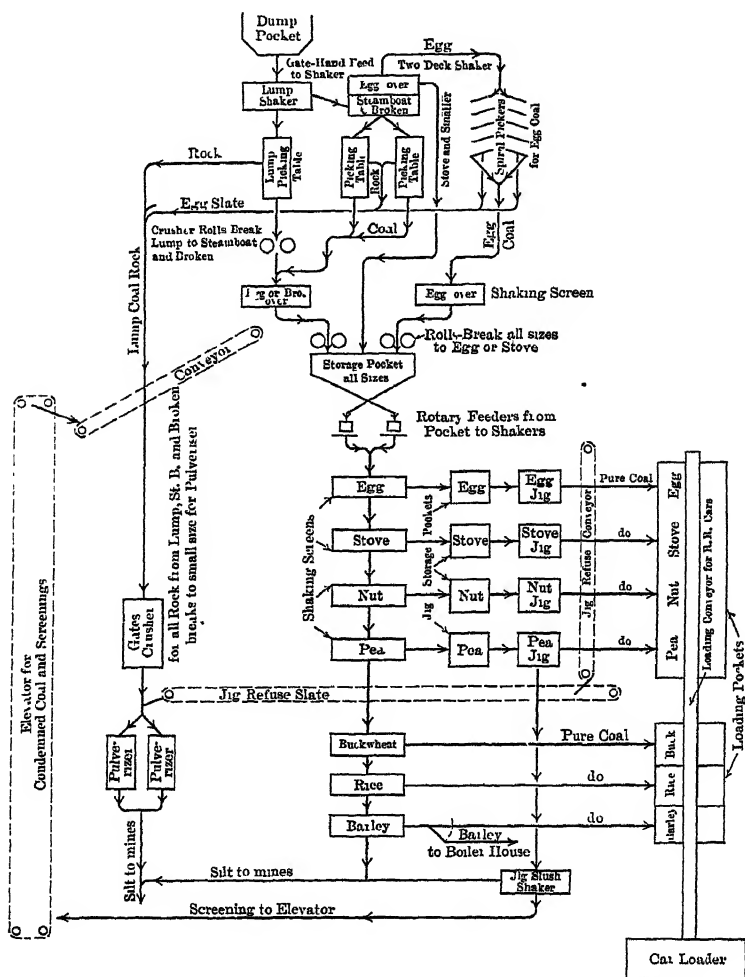 Dump
Pocket
Gate-Hand Feed
to Shaker
Egg
Two Deck Shaker
Lump
Shaker
Egg over
Steamboat
Broken
Stove and Smaller
Spiral Pickers
for Egg Coal
Rock
Lump Picking
Table
Picking
Table
Rock
Picking
Table
Egg Slate
Crusher Rolls Break
Lump to Steamboat
and Broken
Coal
Egg
Coal
over
Egg over
Shaking Screen
Lump Coal Rock
Conveyor
Roll-Break all sizes
to Egg or Stove
Storage Pocket
all Sizes
Rotary Feeders from
Pocket to Shakers
Elevator for
Condemned Coal and Screenings
Gates
Crusher
for all Rock from Lump, St. B. and Broken
breaks to small size for Pulverizer
Shaking Screens
Egg
Egg
Egg
Jig
Pure Coal
Egg
Stove
Stove
Stove
Jig
do
Stove
Nut
Nut
Nut
Jig
do
Nut
Pea
Pea
Pea
Jig
do
Pea
Jig Storage Pockets
Jig Refuse Conveyor
Loading Conveyor for R.R. Cars
Loading Pockets
Jig Refuse Slate
Pulve-
rizer
Pulve-
rizer
Buckwheat
Pure Coal
Buck
Rice
do
Rice
Barley
do
Barley
Barley
to Boiler House
Silt to mines
Silt to mines
Jig Slush
Shaker
Screening to Elevator
Car Loader